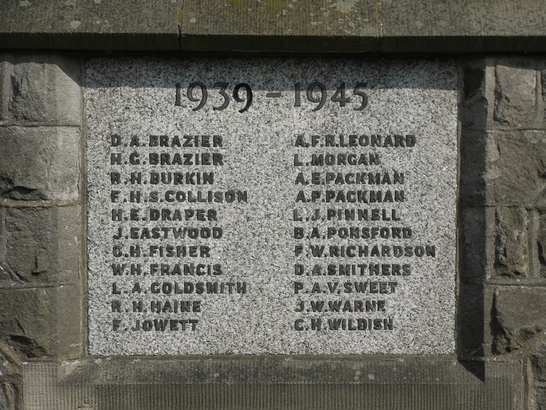 1939 - 1945
D. A. BRAZIER
H. G. BRAZIER
R. H. BURKIN
F. H. S. COLLISON
H. E. DRAPER
J. EASTWOOD
G. H. FISHER
W. H. FRANCIS
L. A. GOLDSMITH
R. H. HAINE
F. JOWETT
A. F. R. LEONARD
L. MORGAN
A. E. PACKMAN
A. P. PACKMAN
L. J. PINNELL
B. A. PONSFORD
F. W. RICHARDSON
D. A. SMITHERS
P. A. V. SWEET
J. W. WARNE
C. H. WILDISH